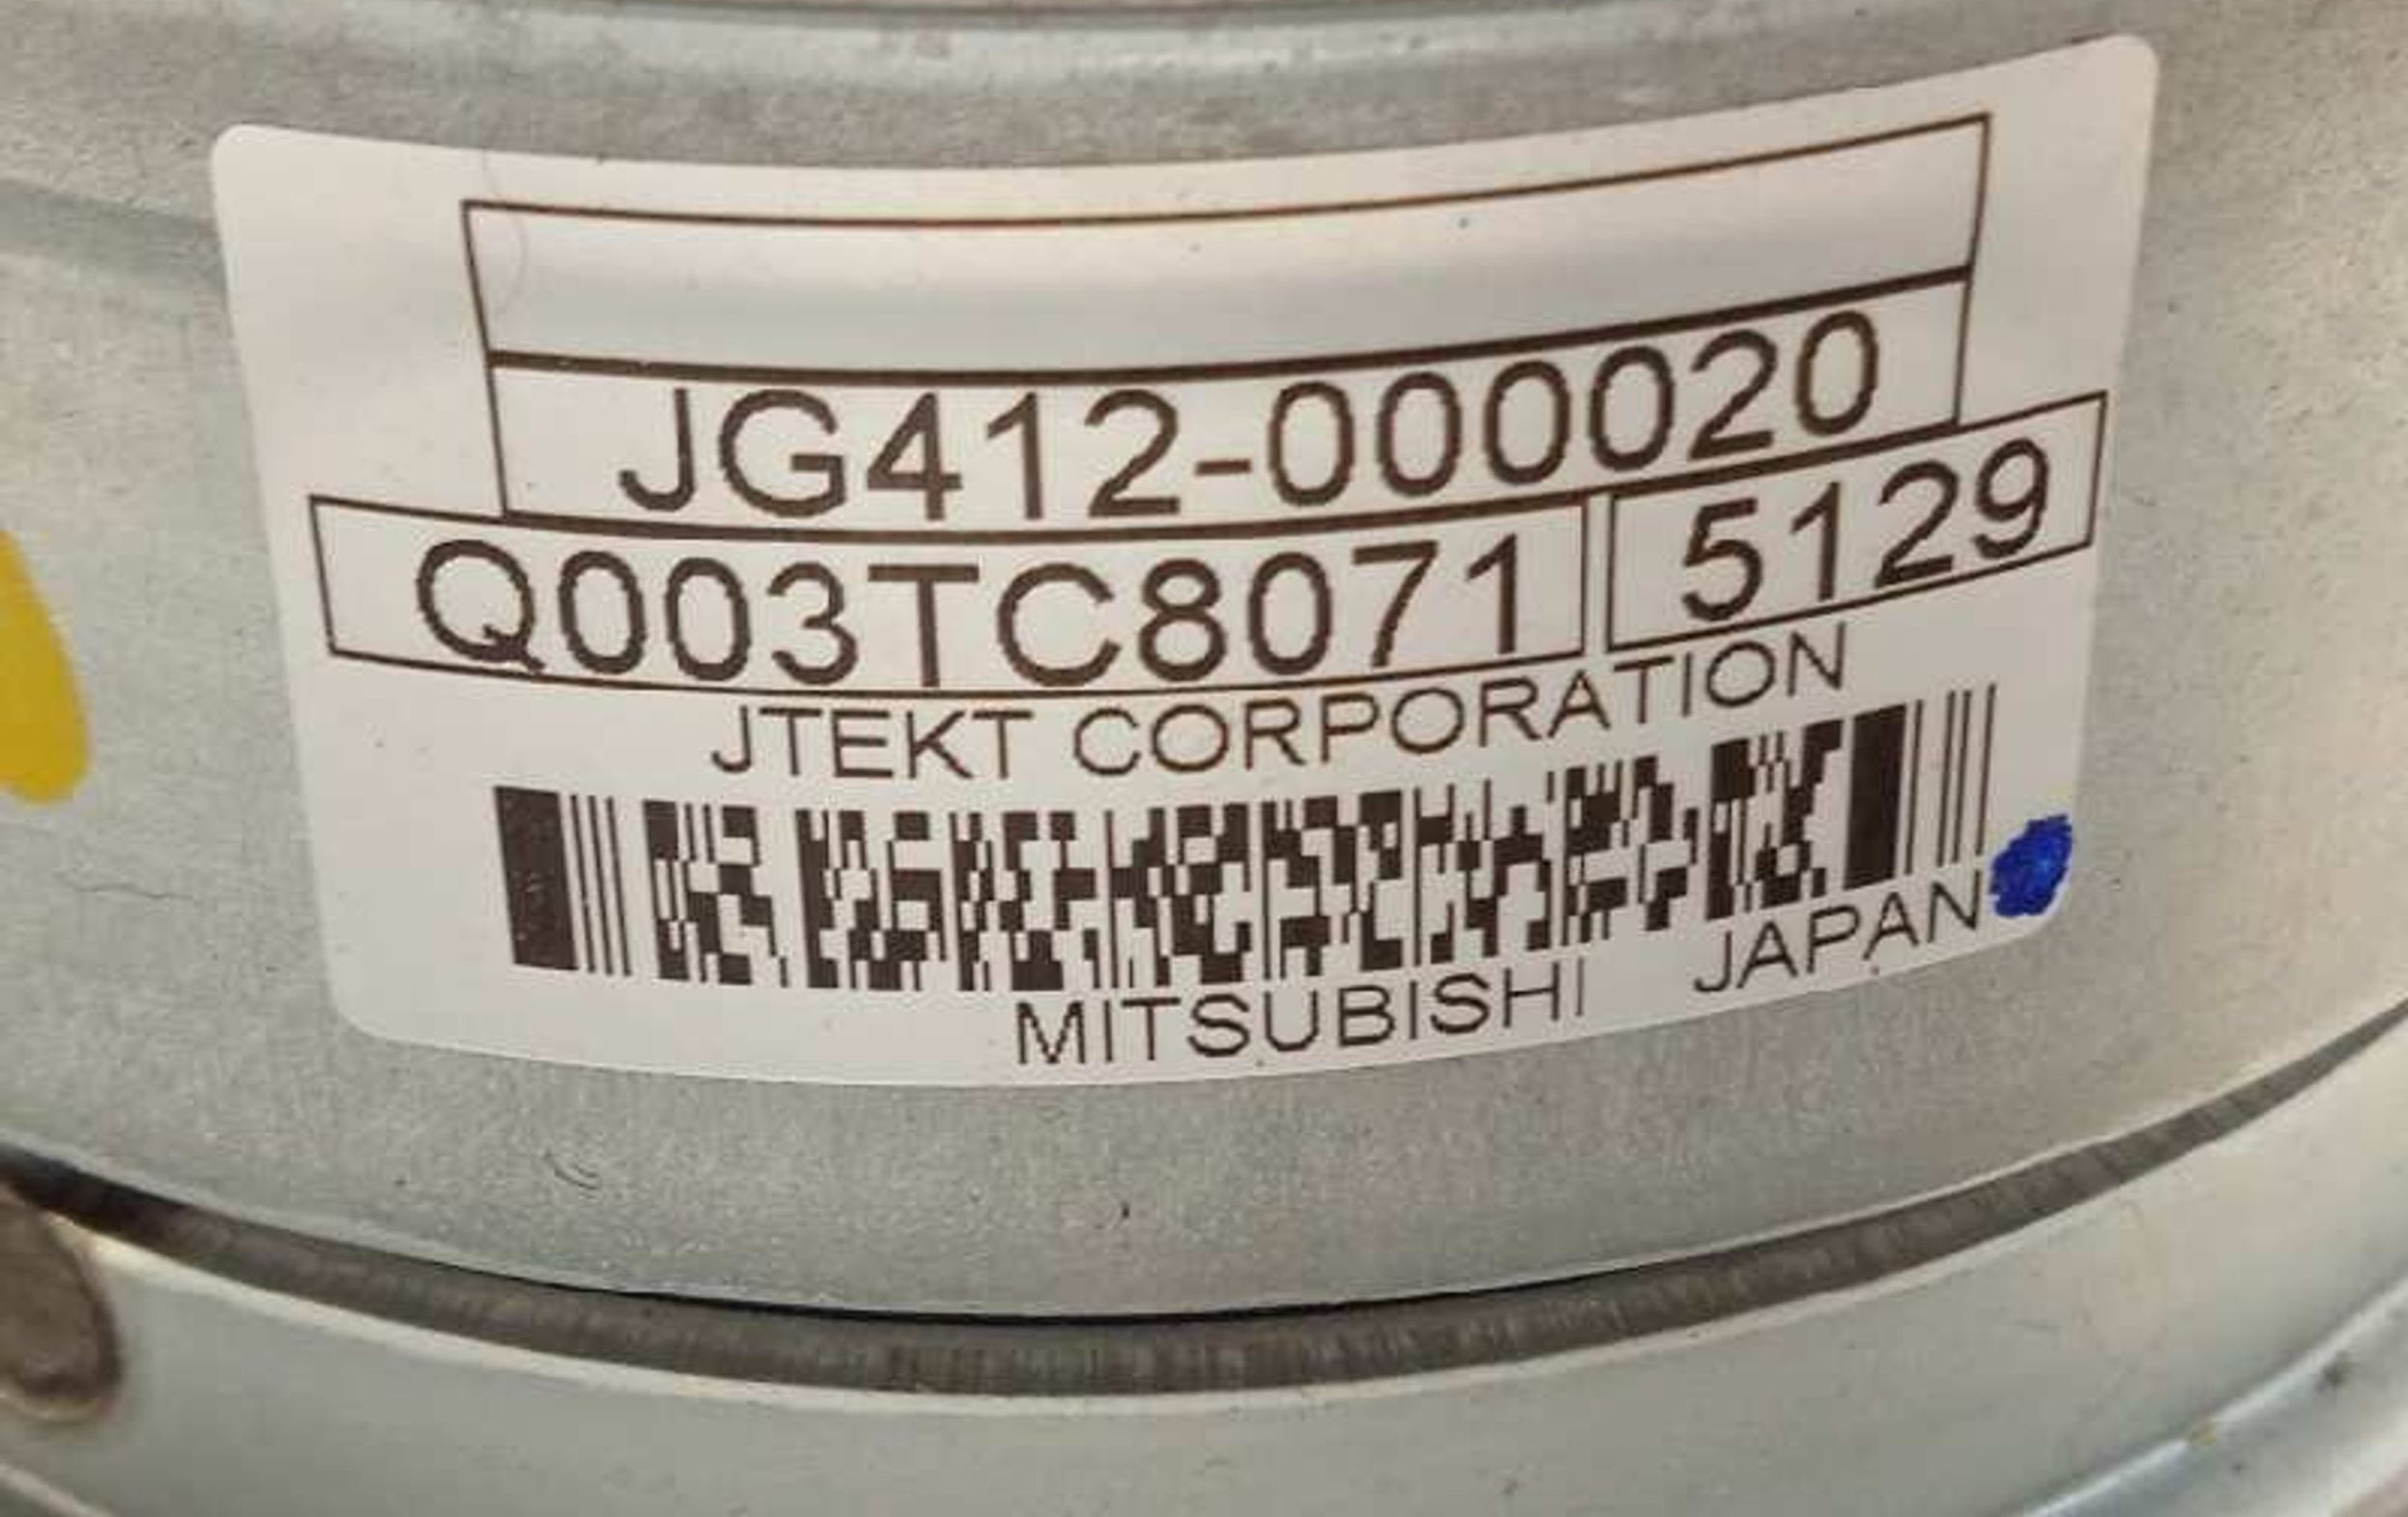 JG412-000020
Q003TC8071 5129
JTEKT CORPORATION
MITSUBISHI JAPAN